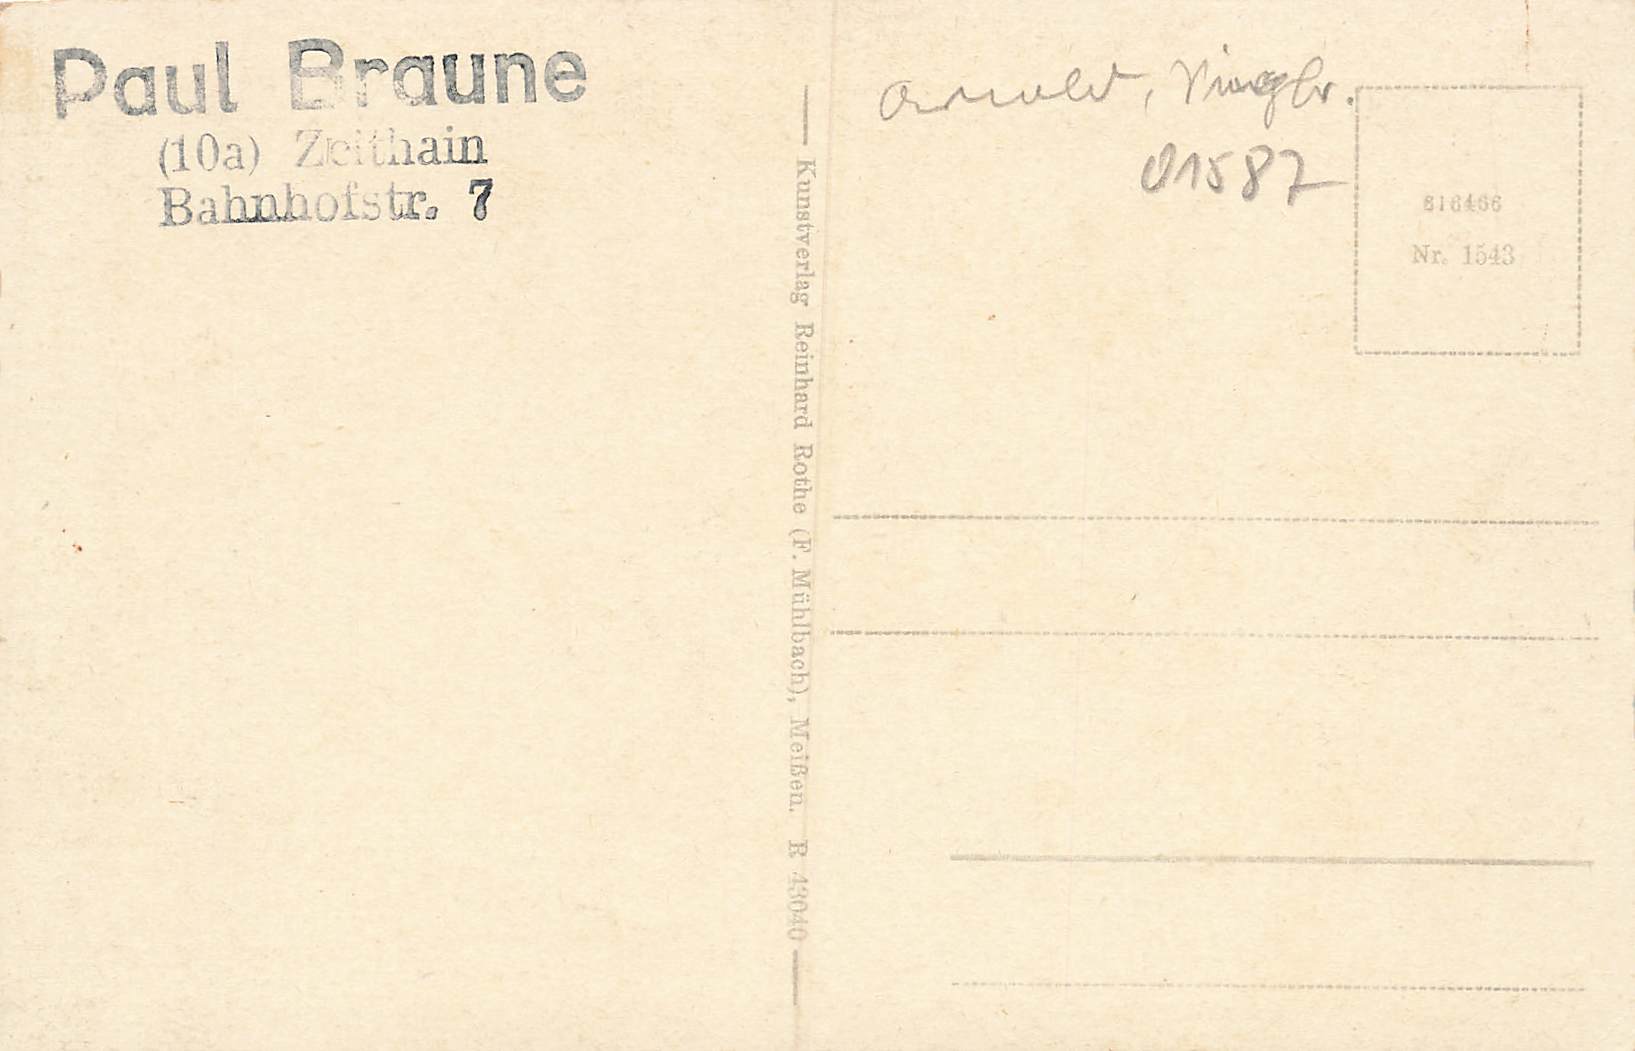 Paul Braune
(10a) Zeithain
Bahnhofstr. 7
Kunstverlag Reinhard Rothe (F. Mühlbach), Meißen. R 43040
01587
816466
Nr. 1543